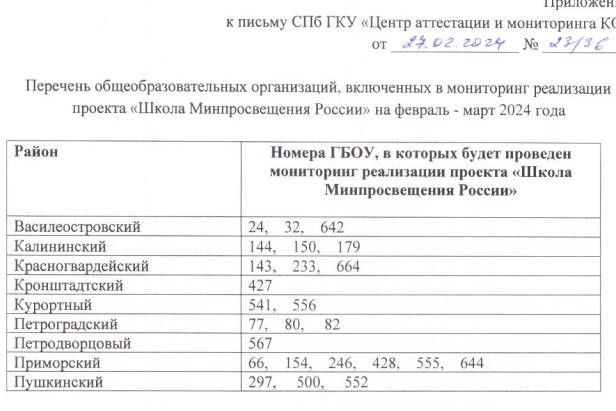 Приложен
к письму СПб ГКУ «Центр аттестации и мониторинга КО
от 27.02.2024 № 23/36
Перечень общеобразовательных организаций, включенных в мониторинг реализации
проекта «Школа Минпросвещения России» на февраль - март 2024 года
Район
Номера ГБОУ, в которых будет проведен
мониторинг реализации проекта «Школа
Минпросвещения России»
Василеостровский 24, 32, 642
Калининский 144, 150, 179
Красногвардейский 143, 233, 664
Кронштадтский 427
Курортный 541, 556
Петроградский 77, 80, 82
Петродворцовый 567
Приморский 66, 154, 246, 428, 555, 644
Пушкинский 297, 500, 552